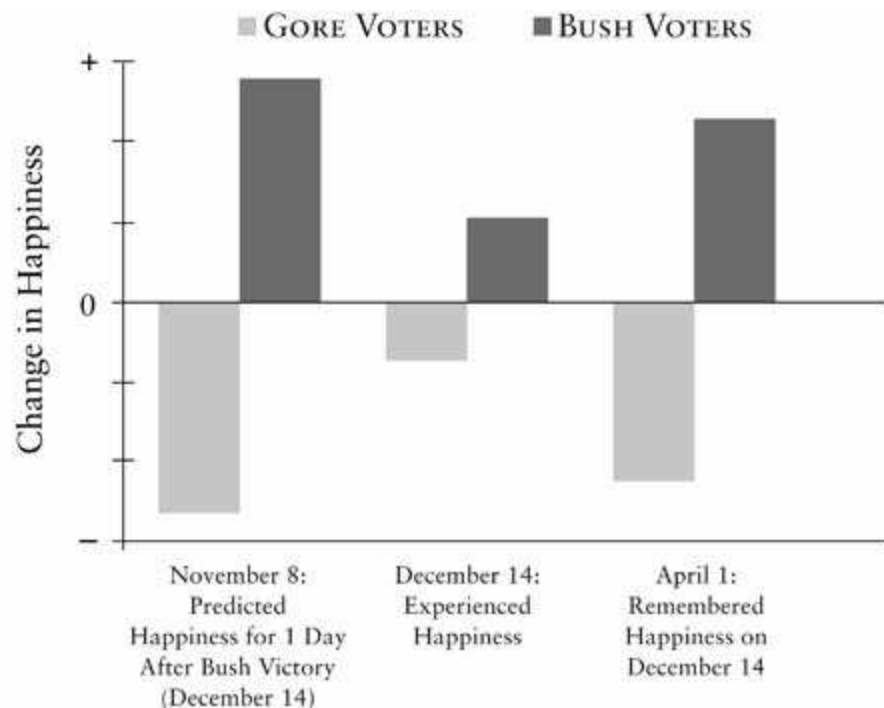 GORE VOTERS
BUSH VOTERS
+
0
–
Change in Happiness
November 8:
Predicted
Happiness for 1 Day
After Bush Victory
(December 14)
December 14:
Experienced
Happiness
April 1:
Remembered
Happiness on
December 14